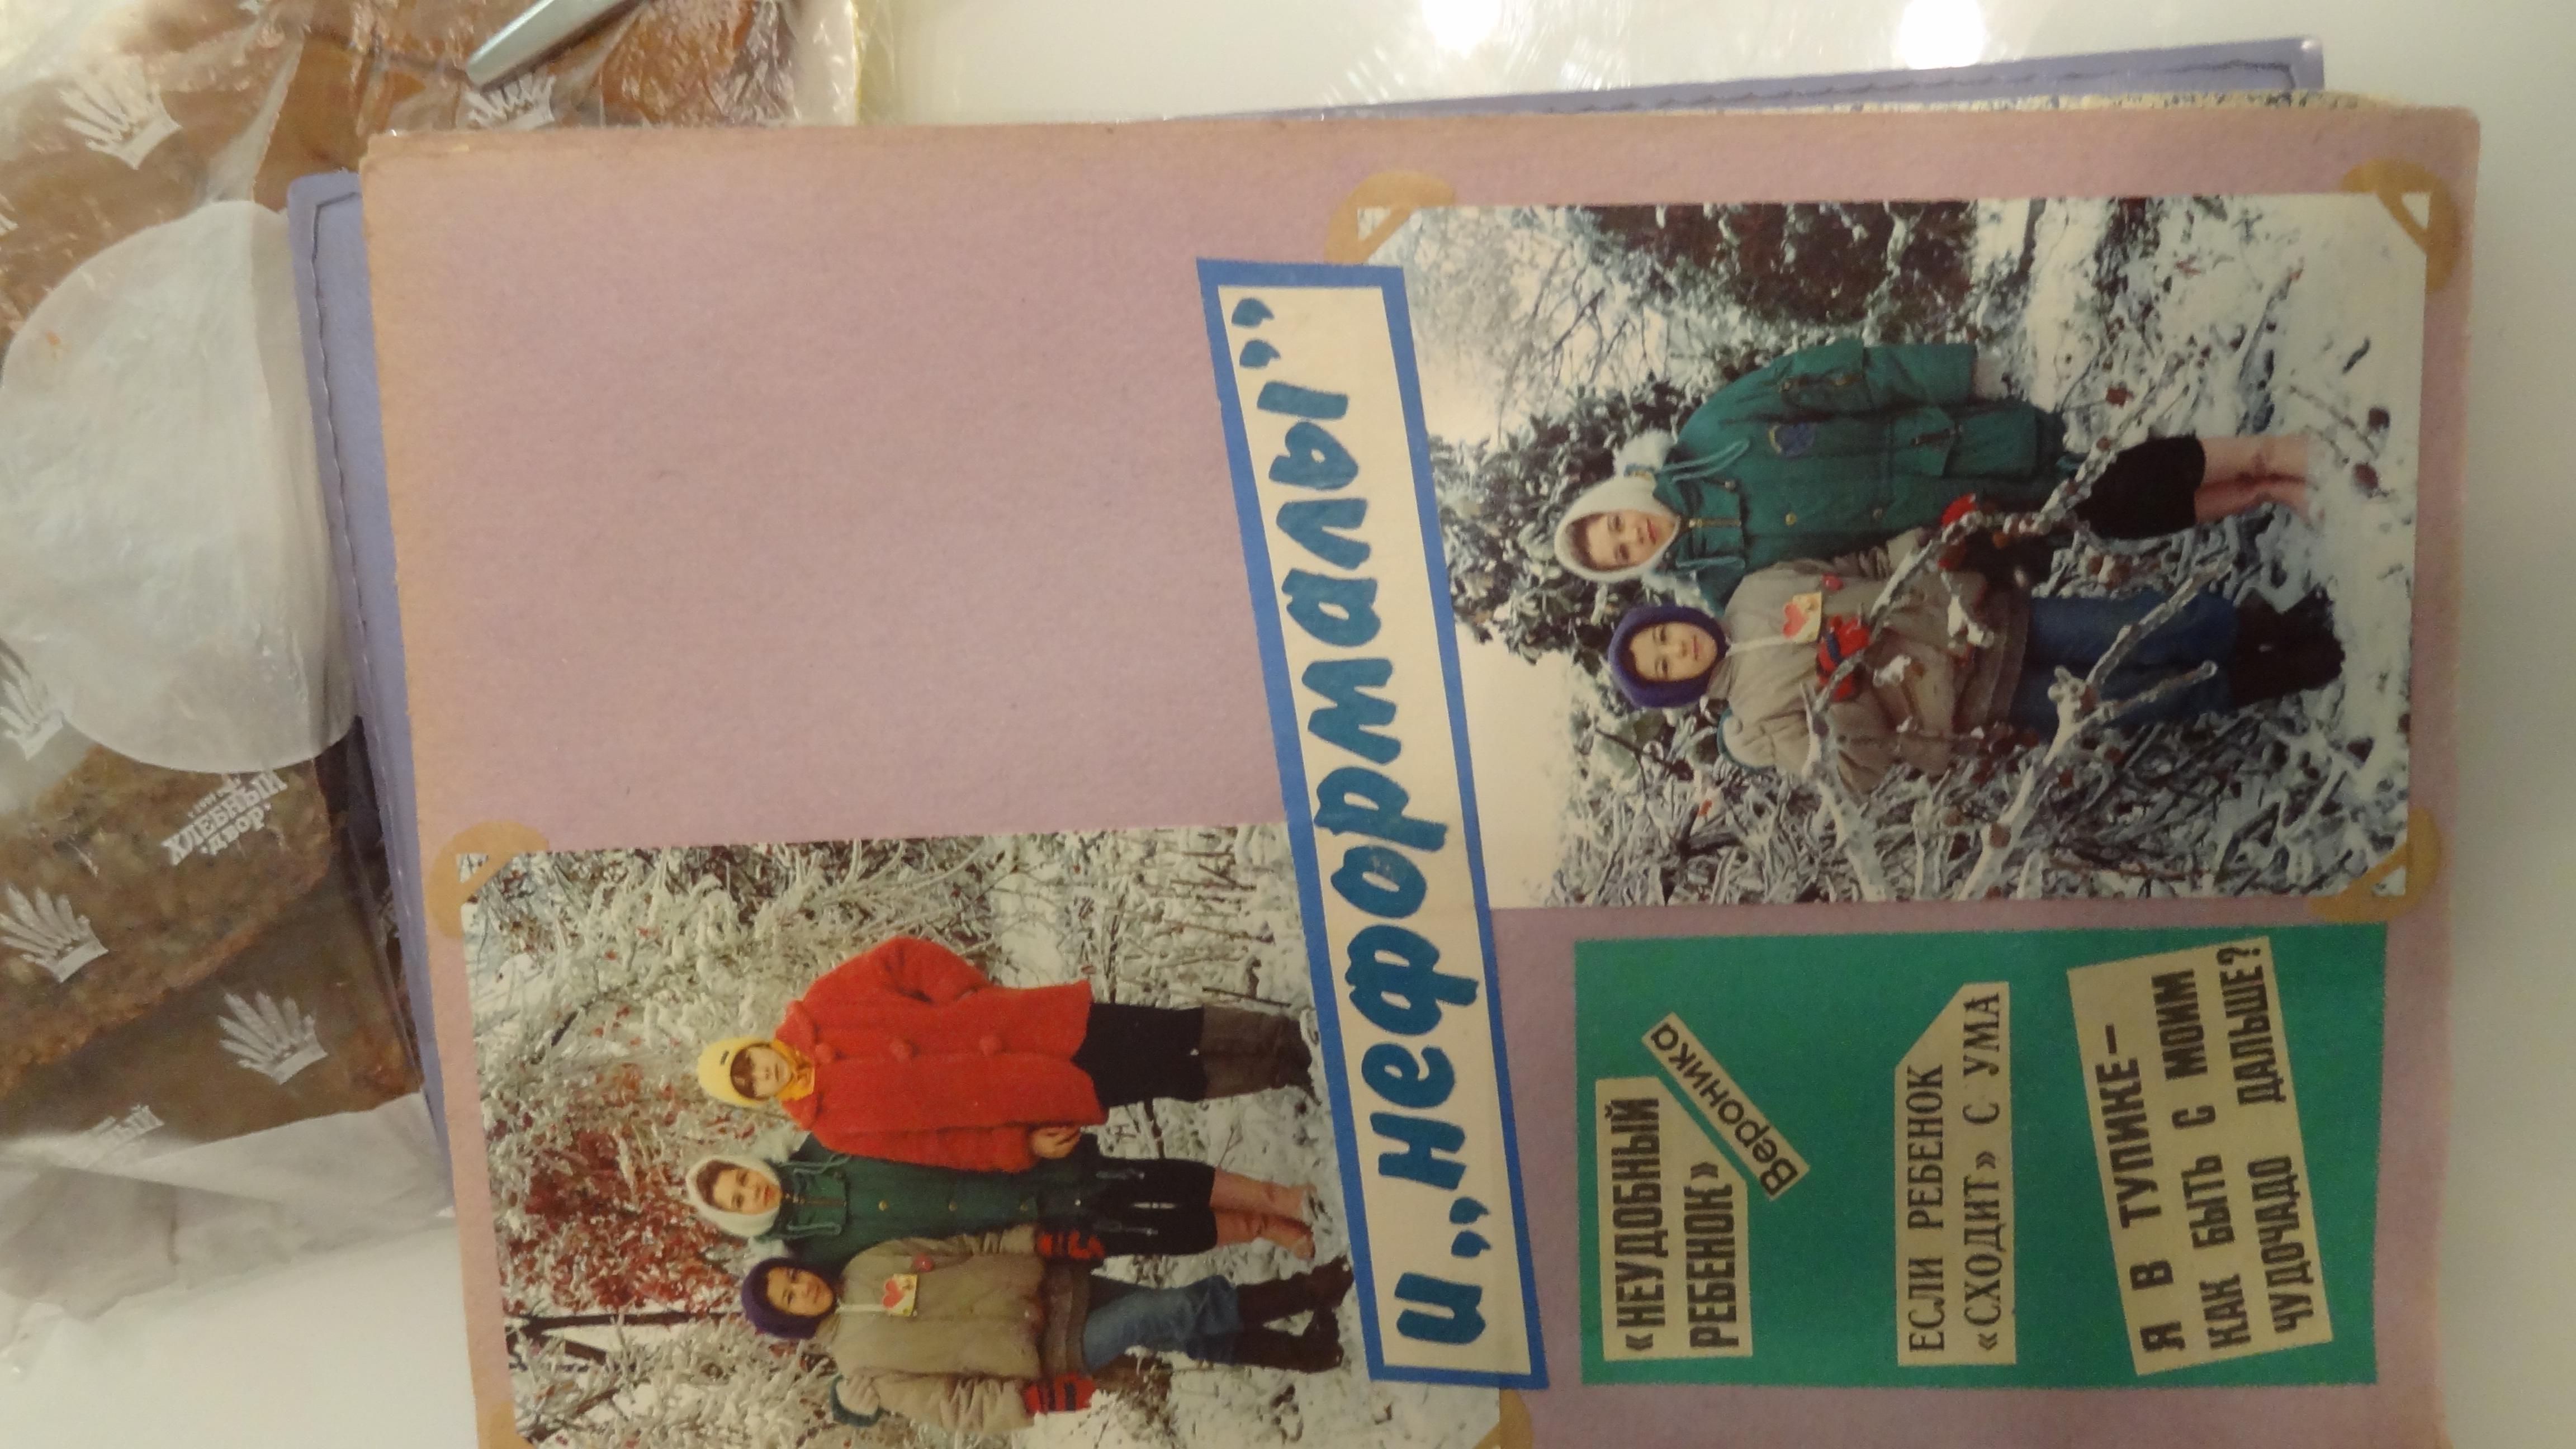 и „неформалы“
«НЕУДОБНЫЙ
РЕБЕНОК»
Вероника
ЕСЛИ РЕБЕНОК
«СХОДИТ» С УМА
Я В ТУПИКЕ—
КАК БЫТЬ С МОИМ
ЧУДОЧАДО ДАЛЬШЕ?
ХЛЕБНЫЙ
'ДВОР'